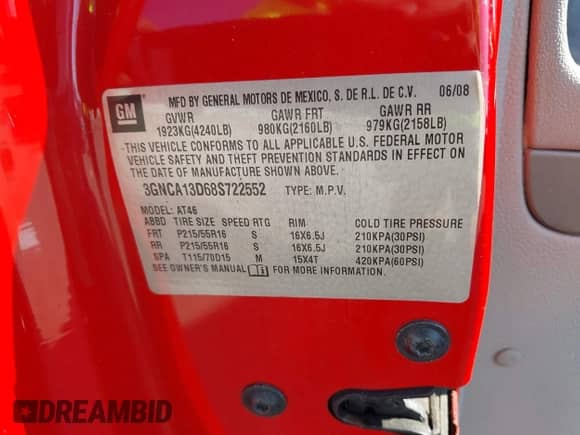 GM
MFD BY GENERAL MOTORS DE MEXICO, S. DE R.L. DE C.V. 06/08
GVWR GAWR FRT GAWR RR
1923KG(4240LB) 980KG(2160LB) 979KG(2158LB)
THIS VEHICLE CONFORMS TO ALL APPLICABLE U.S. FEDERAL MOTOR
VEHICLE SAFETY AND THEFT PREVENTION STANDARDS IN EFFECT ON
THE DATE OF MANUFACTURE SHOWN ABOVE.
3GNCA13D68S722552 TYPE: M.P.V.
MODEL: AT46
ABBD TIRE SIZE SPEED RTG RIM COLD TIRE PRESSURE
FRT P215/55R16 S 16X6.5J 210KPA(30PSI)
RR P215/55R16 S 16X6.5J 210KPA(30PSI)
SPA T115/70D15 M 15X4T 420KPA(60PSI)
SEE OWNER'S MANUAL FOR MORE INFORMATION.
DREAMBID